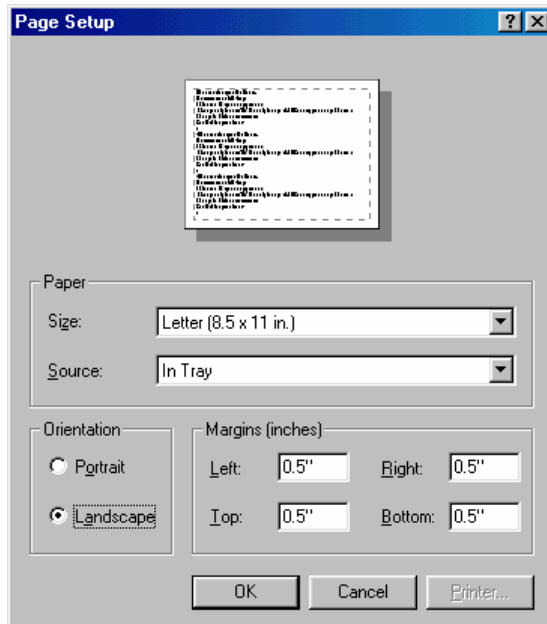 Page Setup
Paper
Size: Letter (8.5 x 11 in.)
Source: In Tray
Orientation
Portrait
Landscape
Margins (inches)
Left: 0.5" Right: 0.5"
Top: 0.5" Bottom: 0.5"
OK Cancel Printer...